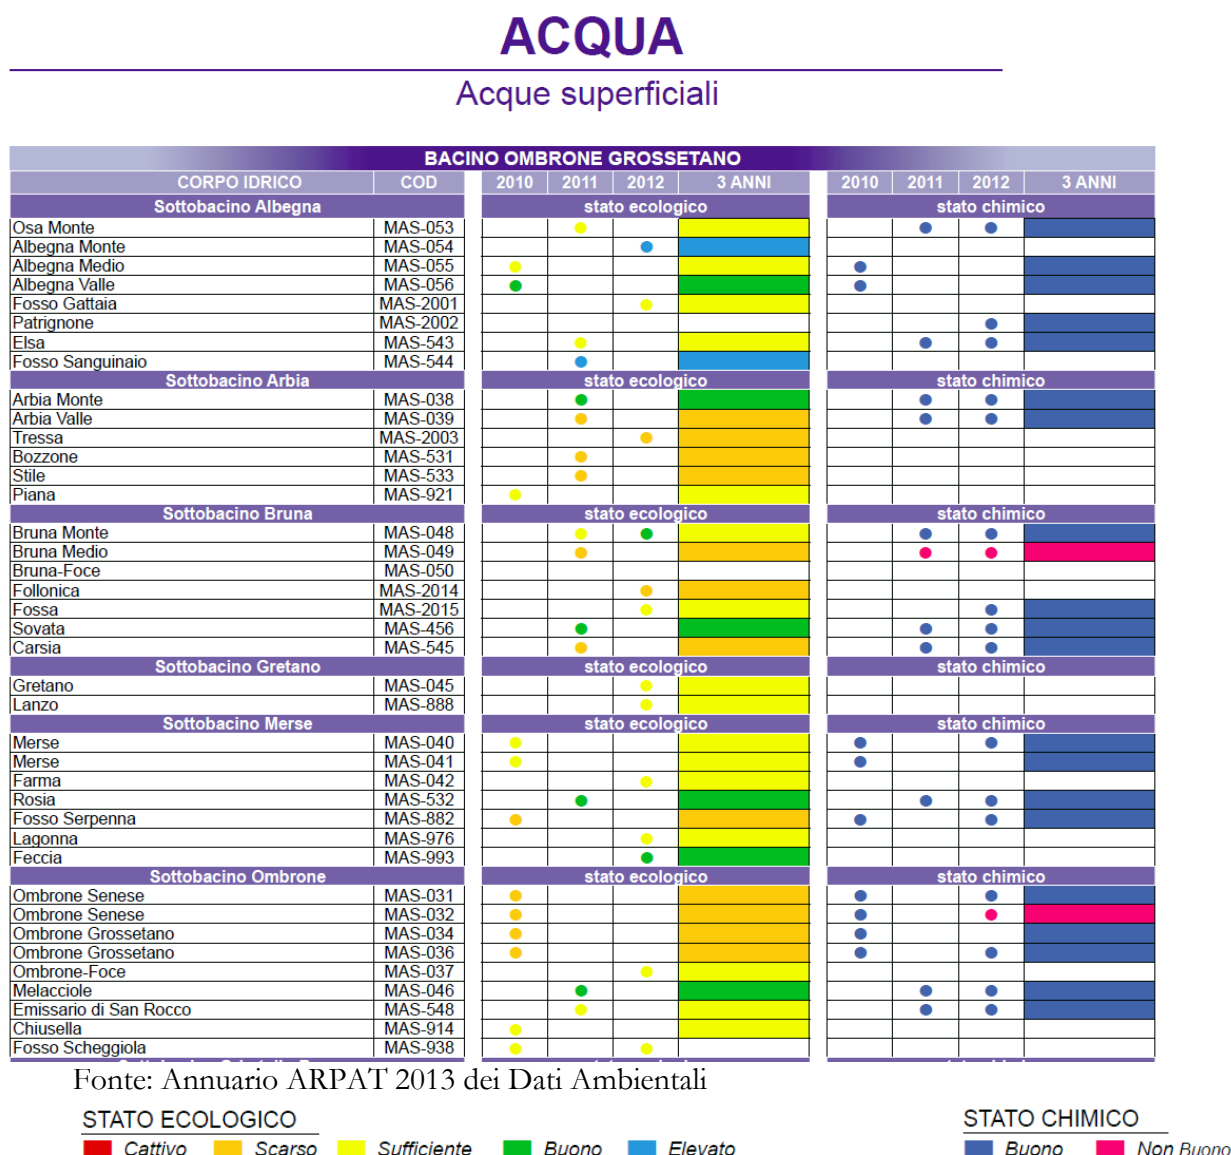 ACQUA
Acque superficiali
BACINO OMBRONE GROSSETANO
CORPO IDRICO COD 2010 2011 2012 3 ANNI 2010 2011 2012 3 ANNI
Sottobacino Albegna stato ecologico stato chimico
Osa Monte MAS-053
Albegna Monte MAS-054
Albegna Medio MAS-055
Albegna Valle MAS-056
Fosso Gattaia MAS-2001
Patrignone MAS-2002
Elsa MAS-543
Fosso Sanguinaio MAS-544
Sottobacino Arbia stato ecologico stato chimico
Arbia Monte MAS-038
Arbia Valle MAS-039
Tressa MAS-2003
Bozzone MAS-531
Stile MAS-533
Piana MAS-921
Sottobacino Bruna stato ecologico stato chimico
Bruna Monte MAS-048
Bruna Medio MAS-049
Bruna-Foce MAS-050
Follonica MAS-2014
Fossa MAS-2015
Sovata MAS-456
Carsia MAS-545
Sottobacino Gretano stato ecologico stato chimico
Gretano MAS-045
Lanzo MAS-888
Sottobacino Merse stato ecologico stato chimico
Merse MAS-040
Merse MAS-041
Farma MAS-042
Rosia MAS-532
Fosso Serpenna MAS-882
Lagonna MAS-976
Feccia MAS-993
Sottobacino Ombrone stato ecologico stato chimico
Ombrone Senese MAS-031
Ombrone Senese MAS-032
Ombrone Grossetano MAS-034
Ombrone Grossetano MAS-036
Ombrone-Foce MAS-037
Melacciole MAS-046
Emissario di San Rocco MAS-548
Chiusella MAS-914
Fosso Scheggiola MAS-938
Fonte: Annuario ARPAT 2013 dei Dati Ambientali
STATO ECOLOGICO STATO CHIMICO
Cattivo Scarso Sufficiente Buono Elevato Buono Non Buono